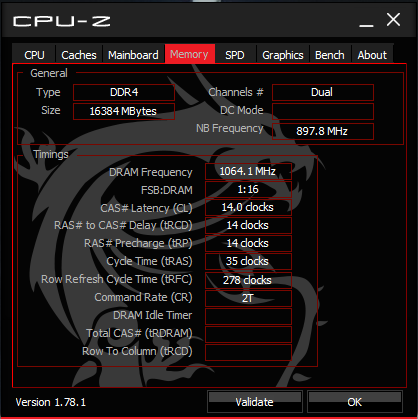 CPU-Z
CPU Caches Mainboard Memory SPD Graphics Bench About
General
Type DDR4 Channels # Dual
Size 16384 MBytes DC Mode
NB Frequency 897.8 MHz
Timings
DRAM Frequency 1064.1 MHz
FSB:DRAM 1:16
CAS# Latency (CL) 14.0 clocks
RAS# to CAS# Delay (tRCD) 14 clocks
RAS# Precharge (tRP) 14 clocks
Cycle Time (tRAS) 35 clocks
Row Refresh Cycle Time (tRFC) 278 clocks
Command Rate (CR) 2T
DRAM Idle Timer
Total CAS# (tRDRAM)
Row To Column (tRCD)
Version 1.78.1 Validate OK